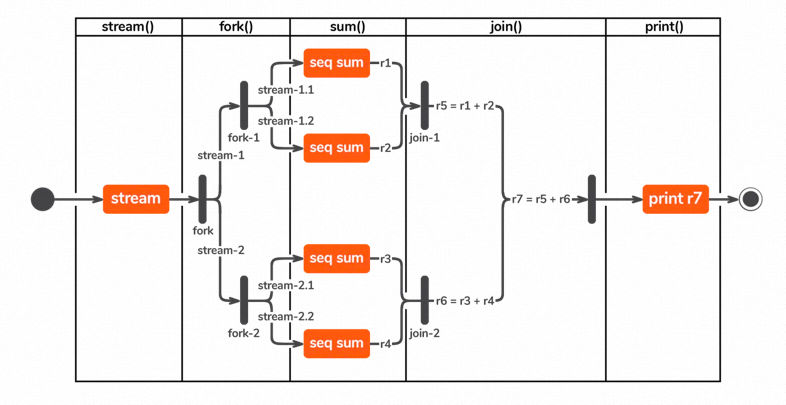 stream()
fork()
sum()
join()
print()
seq sum
r1
stream-1.1
r5 = r1 + r2
stream-1.2
fork-1
join-1
seq sum
r2
stream-1
stream
r7 = r5 + r6
print r7
fork
stream-2
seq sum
r3
stream-2.1
r6 = r3 + r4
stream-2.2
fork-2
join-2
seq sum
r4